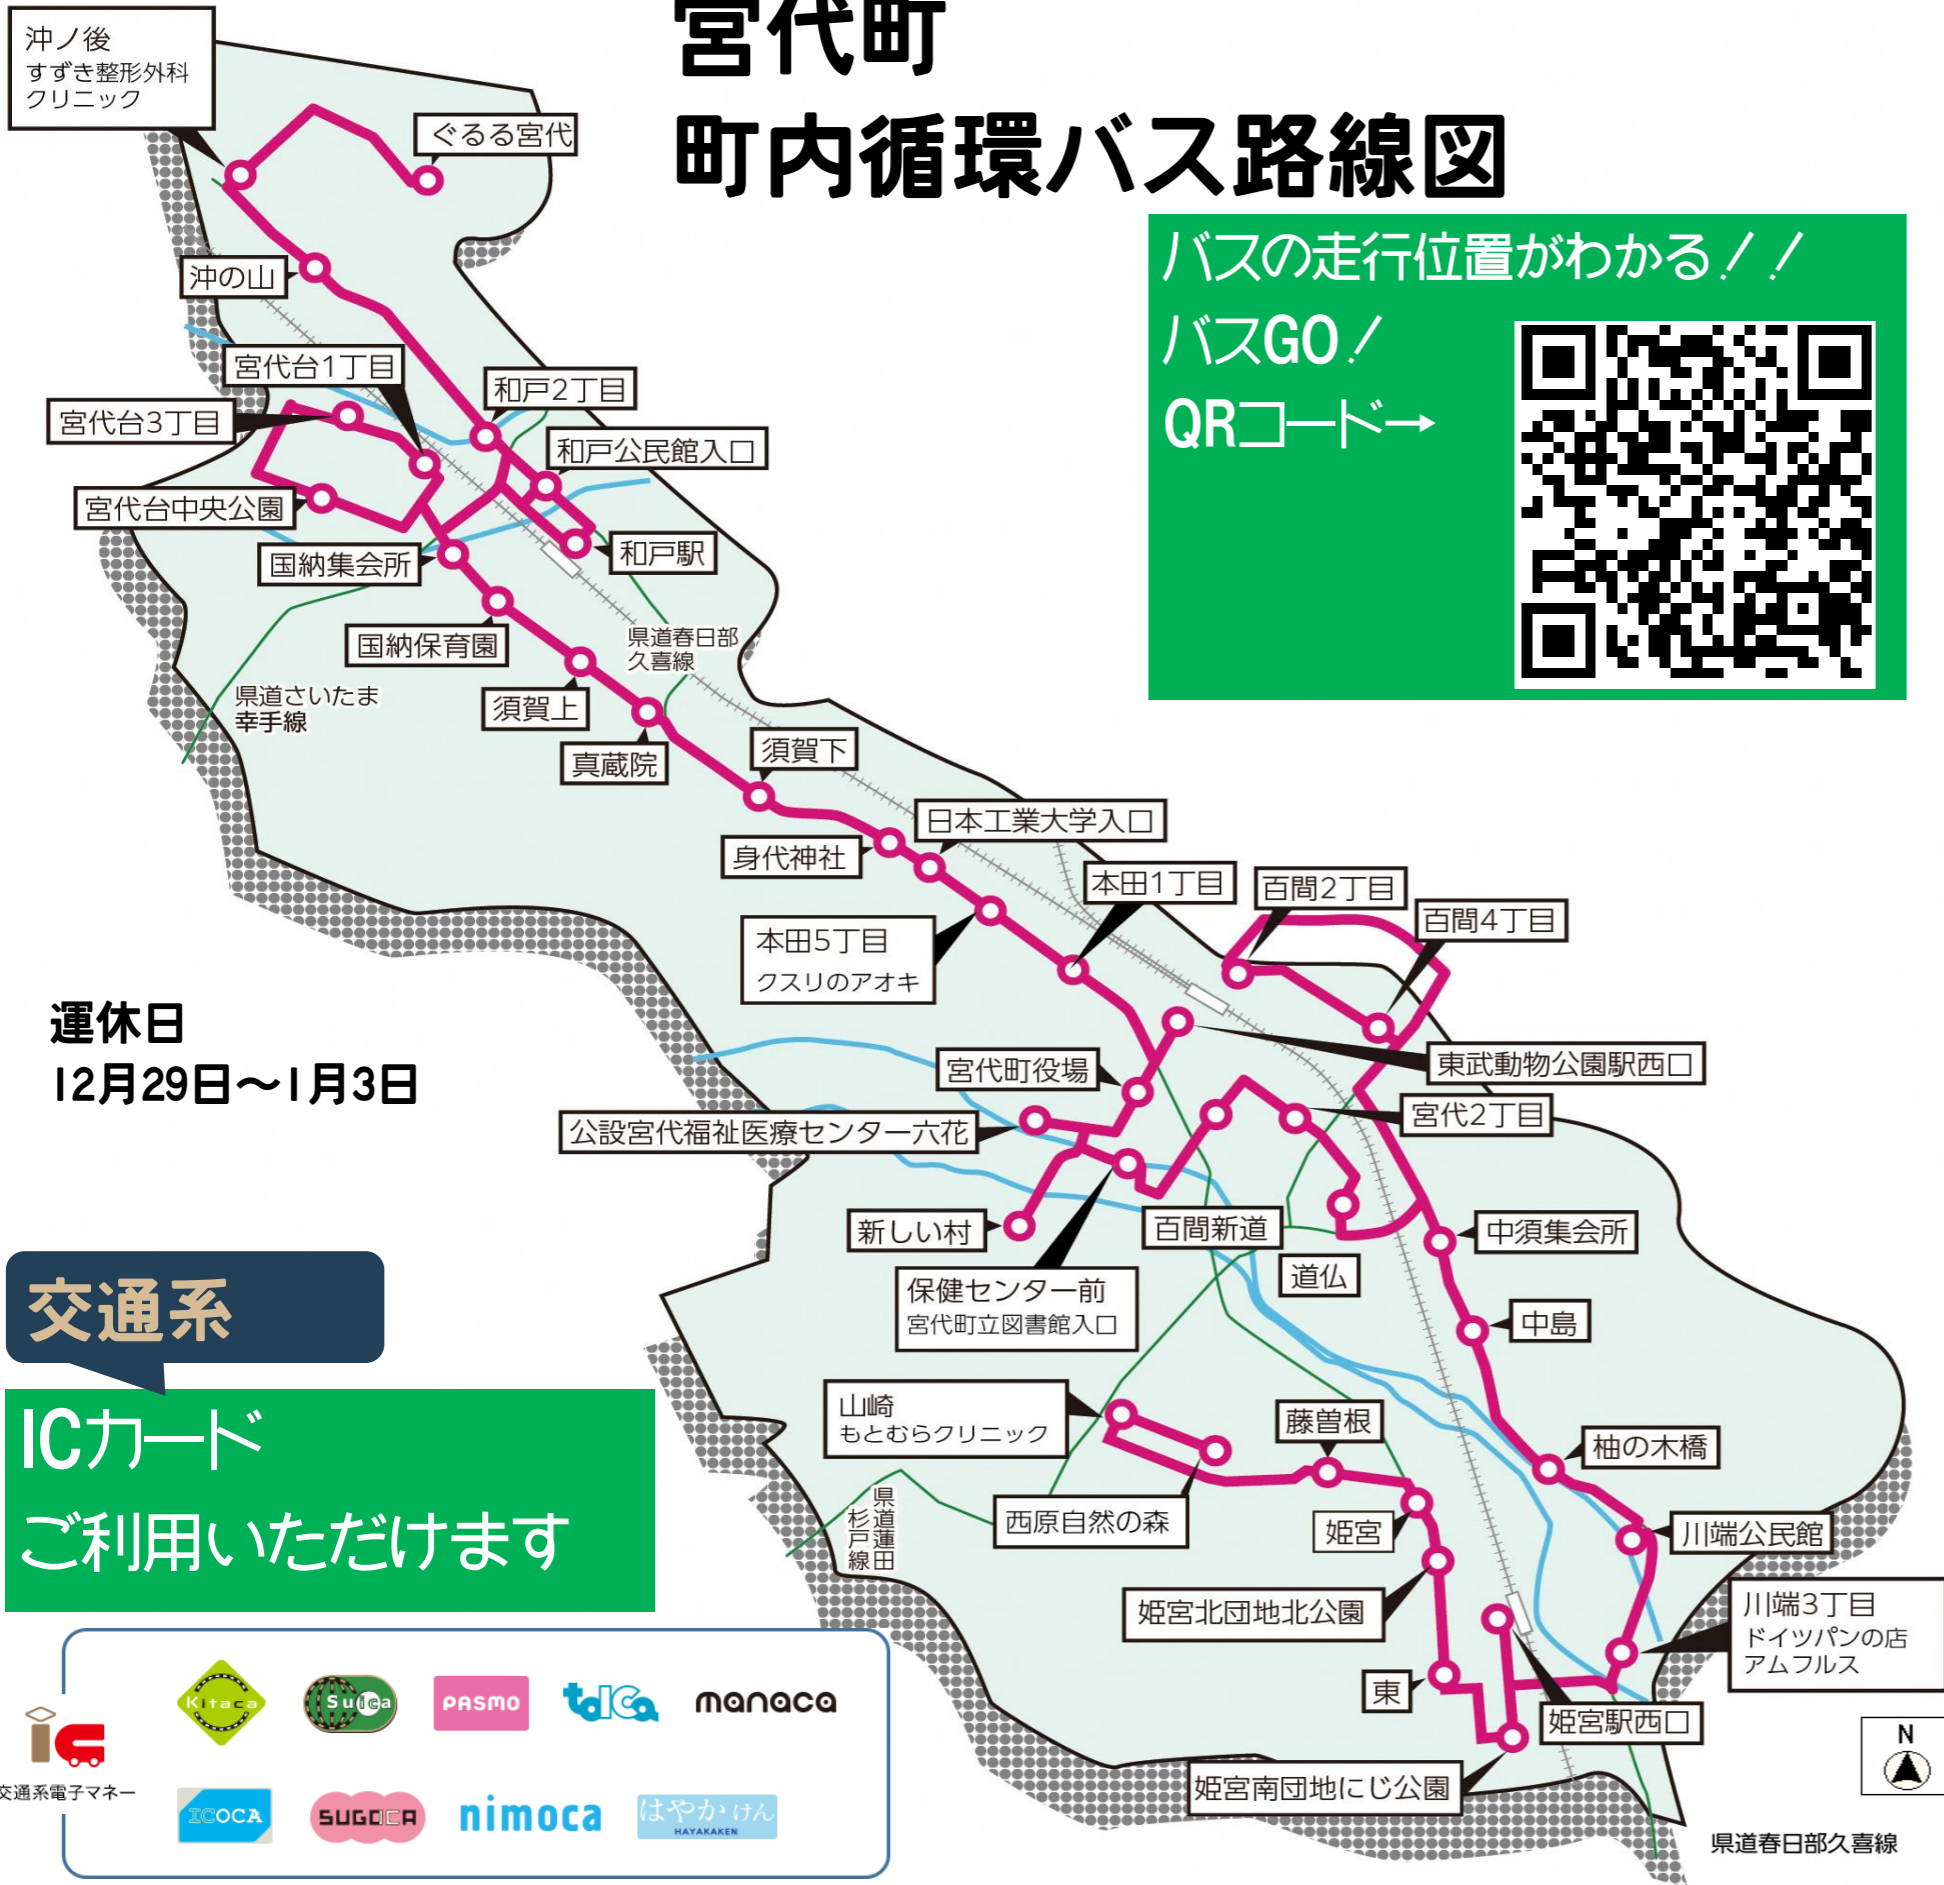 宮代町
町内循環バス路線図
沖ノ後
すずき整形外科
クリニック
ぐるる宮代
沖の山
宮代台1丁目
宮代台3丁目
宮代台中央公園
和戸2丁目
和戸公民館入口
和戸駅
国納集会所
国納保育園
県道春日部
久喜線
県道さいたま
幸手線
須賀上
真蔵院
須賀下
身代神社
日本工業大学入口
本田5丁目
クスリのアオキ
本田1丁目
百間2丁目
百間4丁目
東武動物公園駅西口
宮代町役場
公設宮代福祉医療センター六花
宮代2丁目
新しい村
百間新道
保健センター前
宮代町立図書館入口
道仏
中須集会所
中島
山崎
もとむらクリニック
藤曽根
柚の木橋
西原自然の森
姫宮
川端公民館
県道蓮田
杉戸線
姫宮北団地北公園
川端3丁目
ドイツパンの店
アムフルス
東
姫宮駅西口
姫宮南団地にじ公園
県道春日部久喜線
N
バスの走行位置がわかる！！
バスGO！
QRコード→
運休日
12月29日～1月3日
交通系
ICカード
ご利用いただけます
交通系電子マネー
Kitaca
Suica
PASMO
toica
manaca
ICOCA
SUGOCA
nimoca
はやかけん
HAYAKAKEN